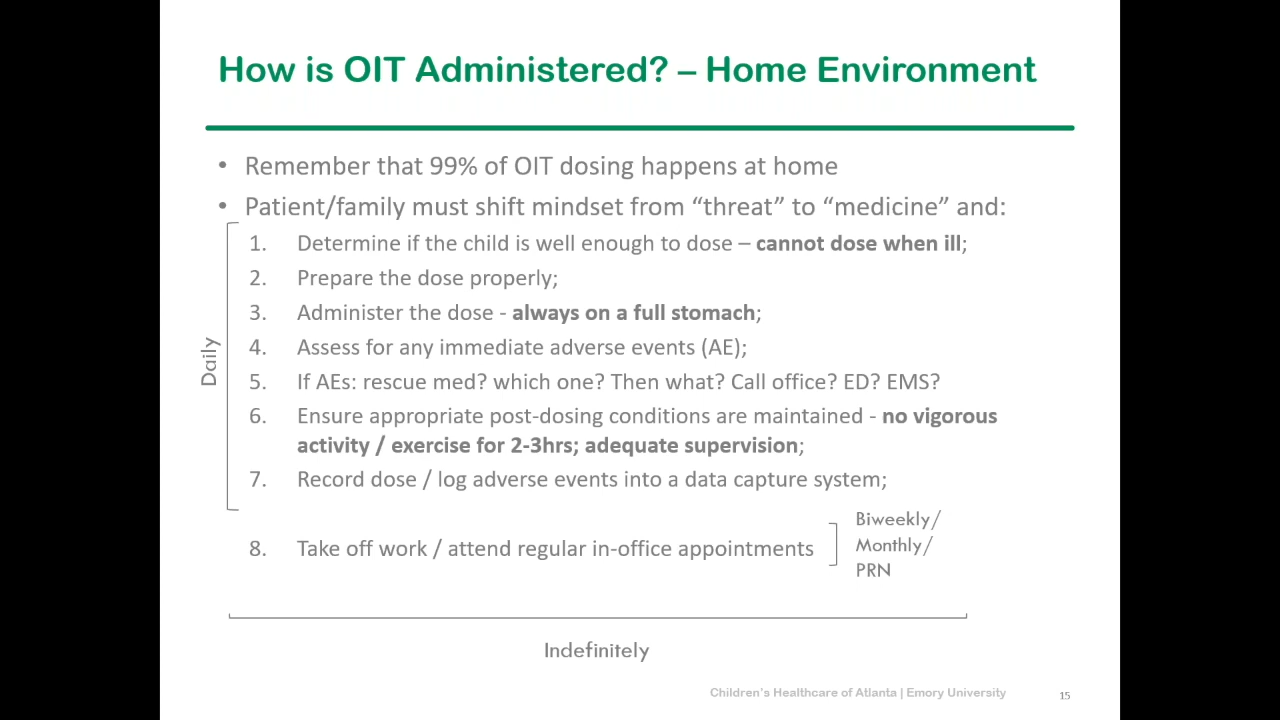 How is OIT Administered? – Home Environment
• Remember that 99% of OIT dosing happens at home
• Patient/family must shift mindset from “threat” to “medicine” and:
1. Determine if the child is well enough to dose – cannot dose when ill;
2. Prepare the dose properly;
3. Administer the dose - always on a full stomach;
4. Assess for any immediate adverse events (AE);
5. If AEs: rescue med? which one? Then what? Call office? ED? EMS?
6. Ensure appropriate post-dosing conditions are maintained - no vigorous
activity / exercise for 2-3hrs; adequate supervision;
7. Record dose / log adverse events into a data capture system;
Daily
8. Take off work / attend regular in-office appointments
Biweekly/
Monthly/
PRN
Indefinitely
Children’s Healthcare of Atlanta | Emory University
15